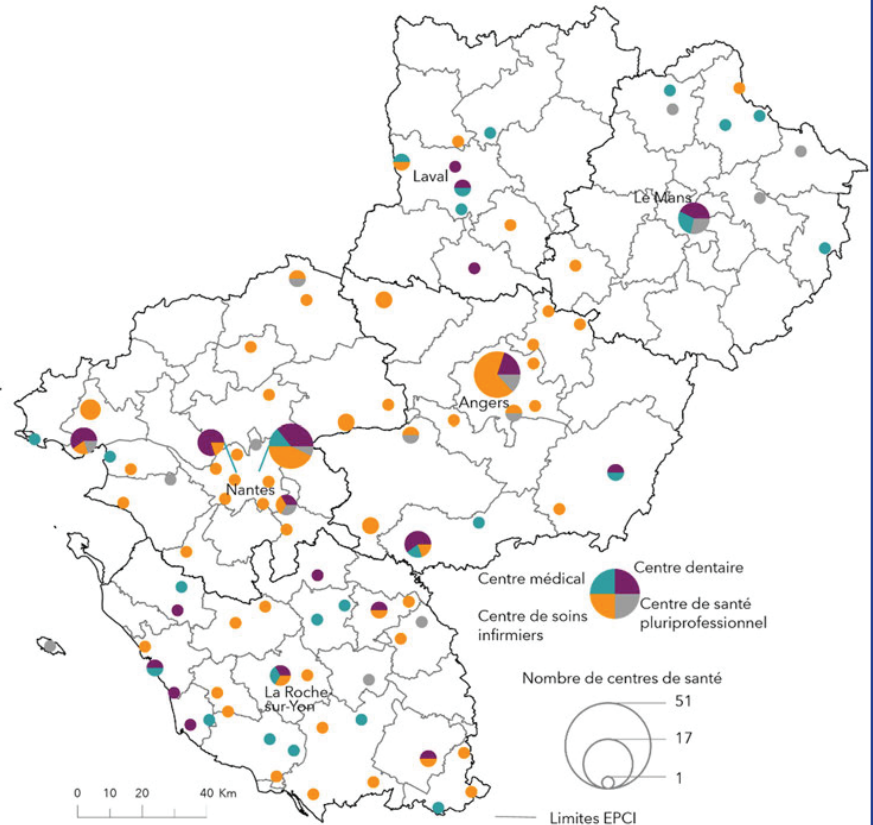 Laval
Le Mans
Angers
Nantes
La Roche
sur-Yon
Centre médical
Centre dentaire
Centre de soins
infirmiers
Centre de santé
pluriprofessionnel
Nombre de centres de santé
51
17
1
0 10 20 40 Km
Limites EPCI